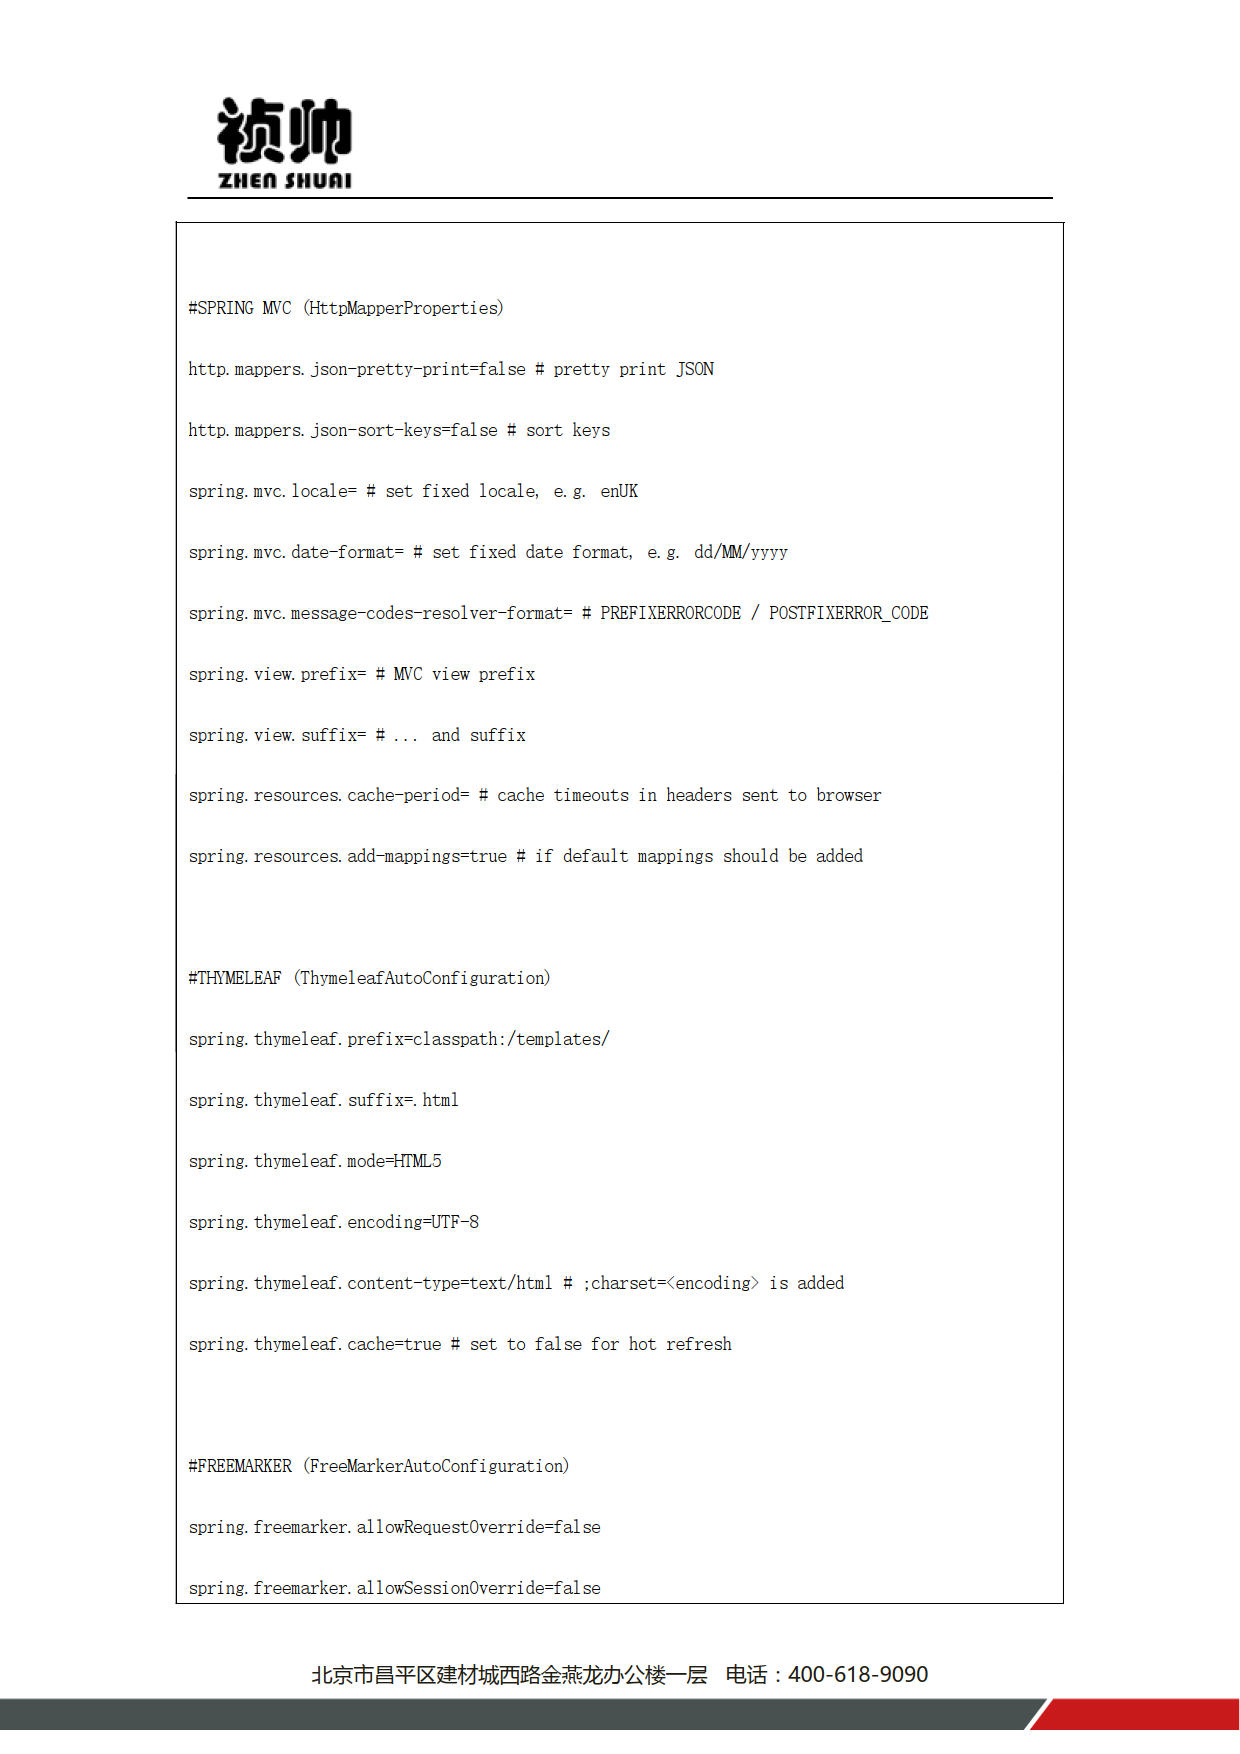 祯帅
ZHEN SHUAI
#SPRING MVC (HttpMapperProperties)
http.mappers.json-pretty-print=false # pretty print JSON
http.mappers.json-sort-keys=false # sort keys
spring.mvc.locale= # set fixed locale, e.g. enUK
spring.mvc.date-format= # set fixed date format, e.g. dd/MM/yyyy
spring.mvc.message-codes-resolver-format= # PREFIXERRORCODE / POSTFIXERROR_CODE
spring.view.prefix= # MVC view prefix
spring.view.suffix= # ... and suffix
spring.resources.cache-period= # cache timeouts in headers sent to browser
spring.resources.add-mappings=true # if default mappings should be added
#THYMELEAF (ThymeleafAutoConfiguration)
spring.thymeleaf.prefix=classpath:/templates/
spring.thymeleaf.suffix=.html
spring.thymeleaf.mode=HTML5
spring.thymeleaf.encoding=UTF-8
spring.thymeleaf.content-type=text/html # ;charset=<encoding> is added
spring.thymeleaf.cache=true # set to false for hot refresh
#FREEMARKER (FreeMarkerAutoConfiguration)
spring.freemarker.allowRequestOverride=false
spring.freemarker.allowSessionOverride=false
北京市昌平区建材城西路金燕龙办公楼一层 电话：400-618-9090